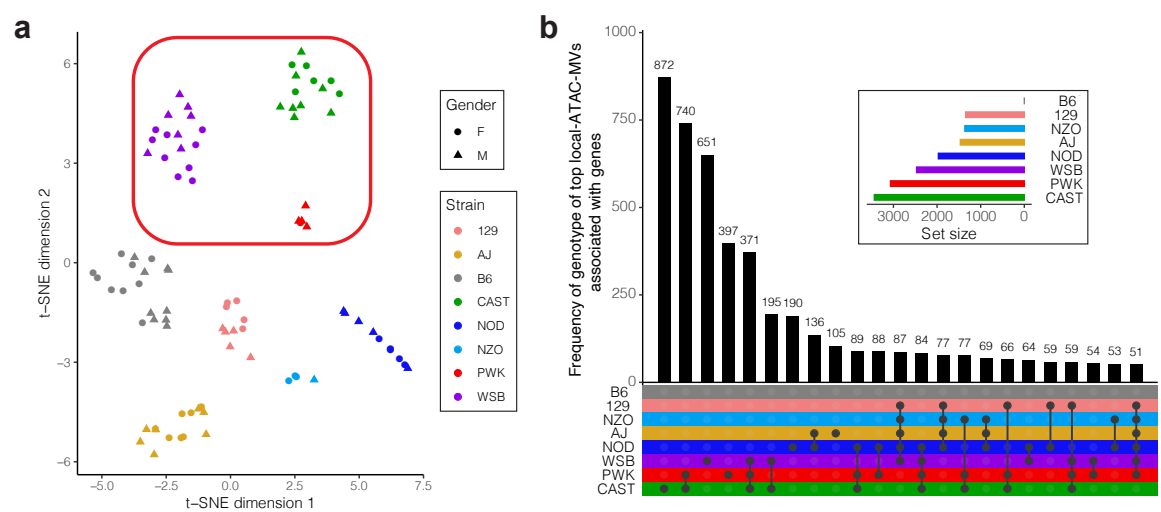 a
t−SNE dimension 2
6
3
0
−3
−6
−5.0
−2.5
0.0
2.5
5.0
7.5
t−SNE dimension 1
Gender
F
M
Strain
129
AJ
B6
CAST
NOD
NZO
PWK
WSB
b
Frequency of genotype of top local-ATAC-MVs
associated with genes
1000
750
500
250
0
872
740
651
397
371
195
190
136
105
89
88
87
84
77
77
69
66
64
59
59
54
53
51
B6
129
NZO
AJ
NOD
WSB
PWK
CAST
3000
2000
1000
0
Set size
B6
129
NZO
AJ
NOD
WSB
PWK
CAST